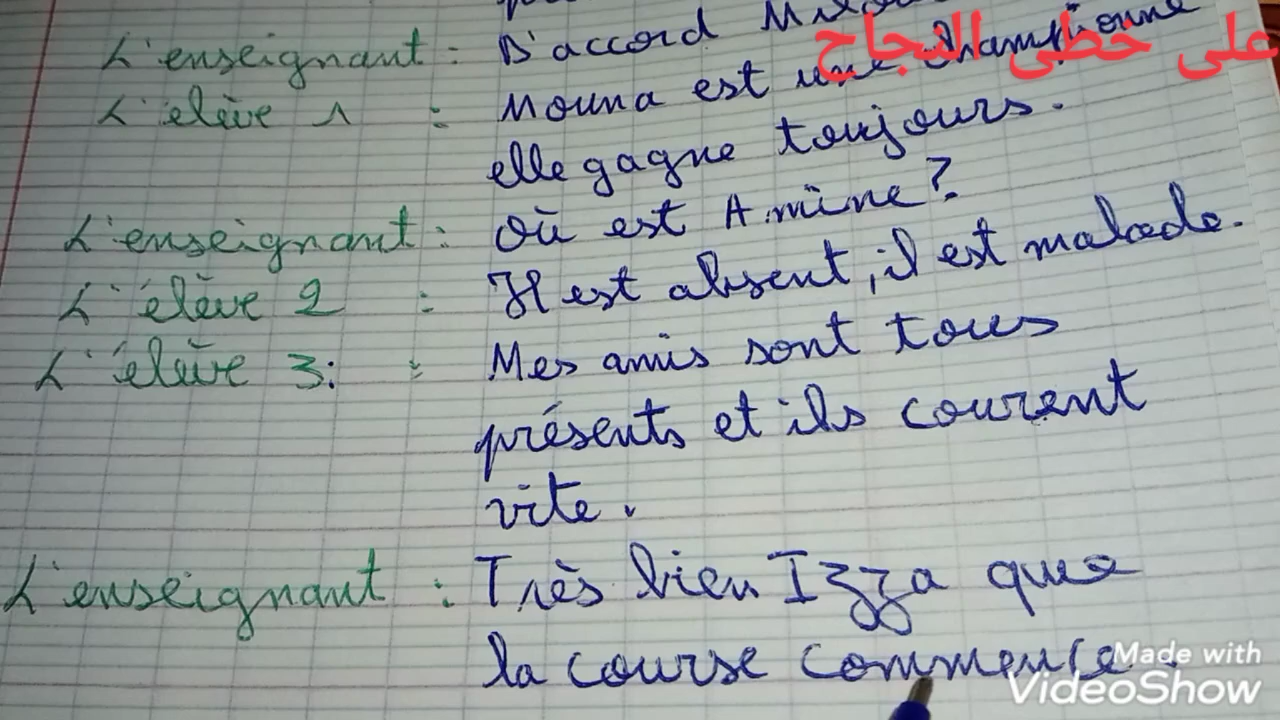 L'enseignant : D'accord
على خطى النجاح
L'élève 1 : Mouna est une championne
elle gagne toujours.
L'enseignant : Où est Amine ?
L'élève 2 : Il est absent, il est malade.
L'élève 3 : Mes amis sont tous
présents et ils courent
vite.
L'enseignant : Très bien Izza que
la course commence.
Made with
VideoShow